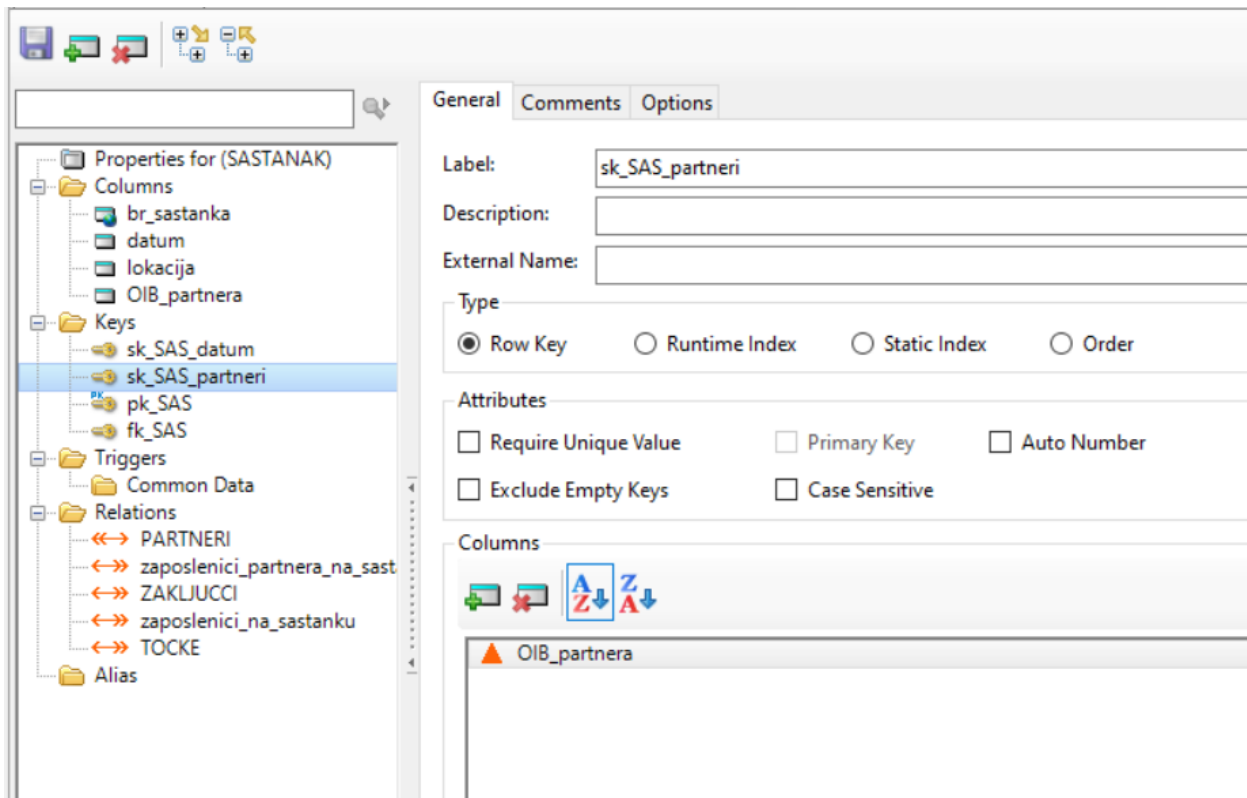 General Comments Options
Properties for (SASTANAK)
Columns
br_sastanka
datum
lokacija
OIB_partnera
Keys
sk_SAS_datum
sk_SAS_partneri
pk_SAS
fk_SAS
Triggers
Common Data
Relations
PARTNERI
zaposlenici_partnera_na_sast
ZAKLJUCCI
zaposlenici_na_sastanku
TOCKE
Alias
Label: sk_SAS_partneri
Description:
External Name:
Type
Row Key Runtime Index Static Index Order
Attributes
Require Unique Value Primary Key Auto Number
Exclude Empty Keys Case Sensitive
Columns
OIB_partnera